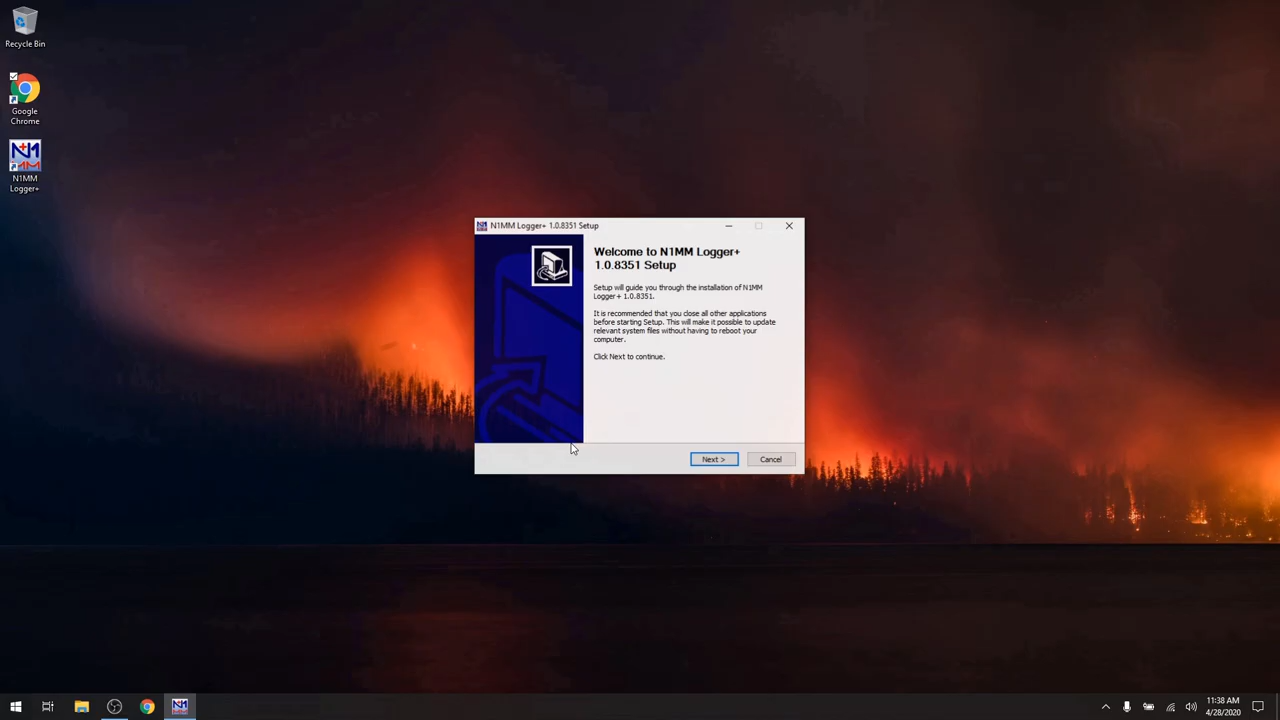 Recycle Bin
Google
Chrome
N1MM
Logger+
N1MM Logger+ 1.0.8351 Setup
Welcome to N1MM Logger+
1.0.8351 Setup
Setup will guide you through the installation of N1MM
Logger+ 1.0.8351.
It is recommended that you close all other applications
before starting Setup. This will make it possible to update
relevant system files without having to reboot your
computer.
Click Next to continue.
Next >
Cancel
11:38 AM
4/28/2020